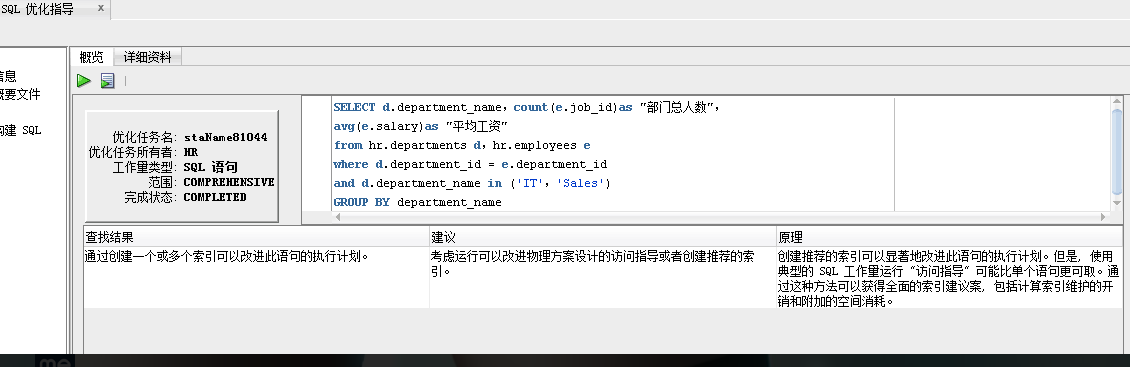 SQL 优化指导 x
信息
概要文件
构建 SQL
概览 详细资料
优化任务名: staName81044
优化任务所有者: HR
工作量类型: SQL 语句
范围: COMPREHENSIVE
完成状态: COMPLETED
SELECT d.department_name，count(e.job_id)as "部门总人数"，
avg(e.salary)as "平均工资"
from hr.departments d，hr.employees e
where d.department_id = e.department_id
and d.department_name in ('IT'，'Sales')
GROUP BY department_name
查找结果 建议 原理
通过创建一个或多个索引可以改进此语句的执行计划。
考虑运行可以改进物理方案设计的访问指导或者创建推荐的索
引。
创建推荐的索引可以显著地改进此语句的执行计划。但是, 使用
典型的 SQL 工作量运行 "访问指导" 可能比单个语句更可取。通
过这种方法可以获得全面的索引建议案, 包括计算索引维护的开
销和附加的空间消耗。
me